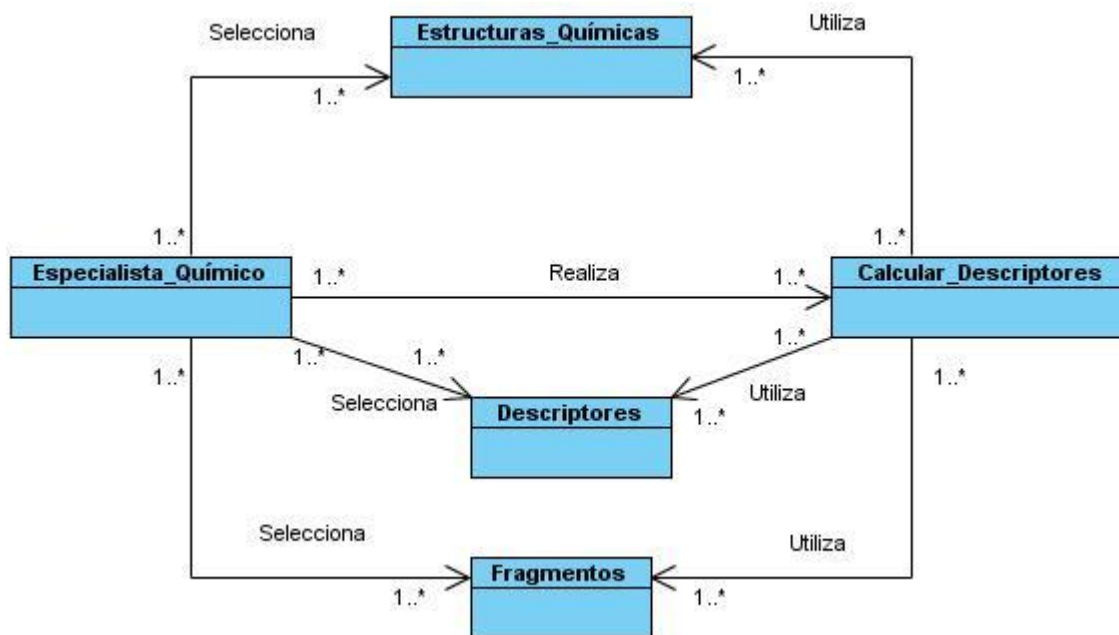 Selecciona
Estructuras_Químicas
Utiliza
1..*
1..*
1..*
1..*
Especialista_Químico
1..*
Realiza
1..*
Calcular_Descriptores
1..*
1..*
1..*
1..*
1..*
Selecciona
Descriptores
1..*
Utiliza
Selecciona
Utiliza
Fragmentos
1..*
1..*